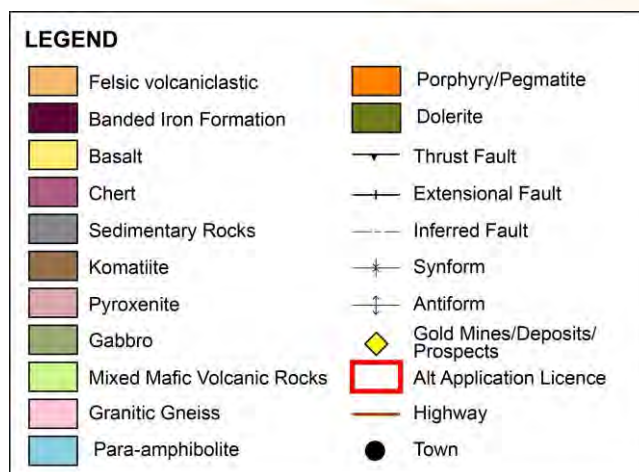 LEGEND
Felsic volcaniclastic
Banded Iron Formation
Basalt
Chert
Sedimentary Rocks
Komatiite
Pyroxenite
Gabbro
Mixed Mafic Volcanic Rocks
Granitic Gneiss
Para-amphibolite
Porphyry/Pegmatite
Dolerite
Thrust Fault
Extensional Fault
Inferred Fault
Synform
Antiform
Gold Mines/Deposits/
Prospects
Alt Application Licence
Highway
Town